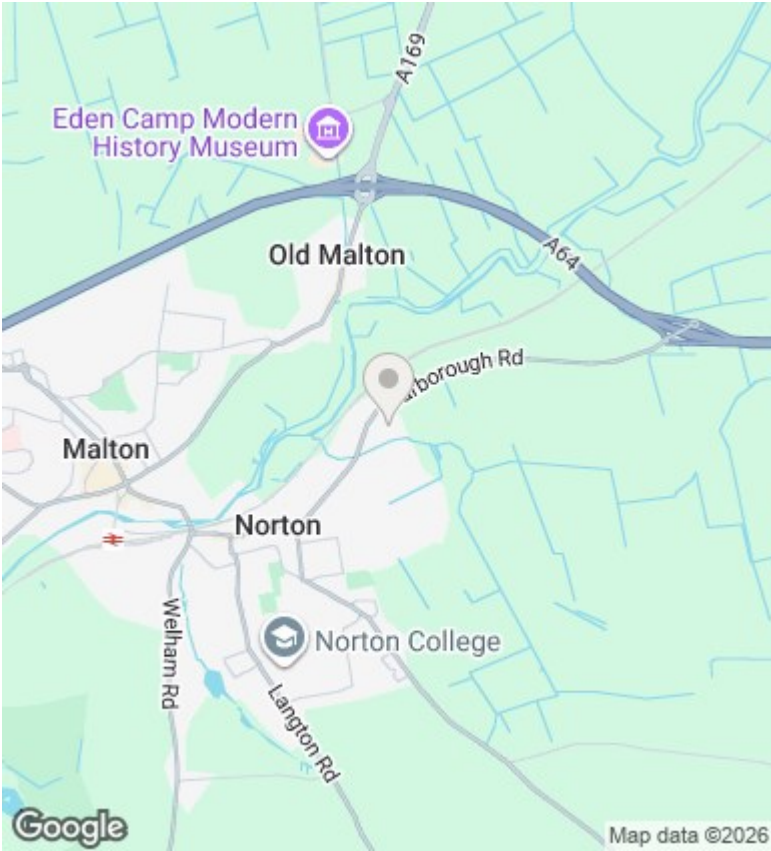 A169
Eden Camp Modern
History Museum
Old Malton
A64
arborough Rd
Malton
Norton
Welham Rd
Norton College
Langton Rd
Google
Map data ©2026